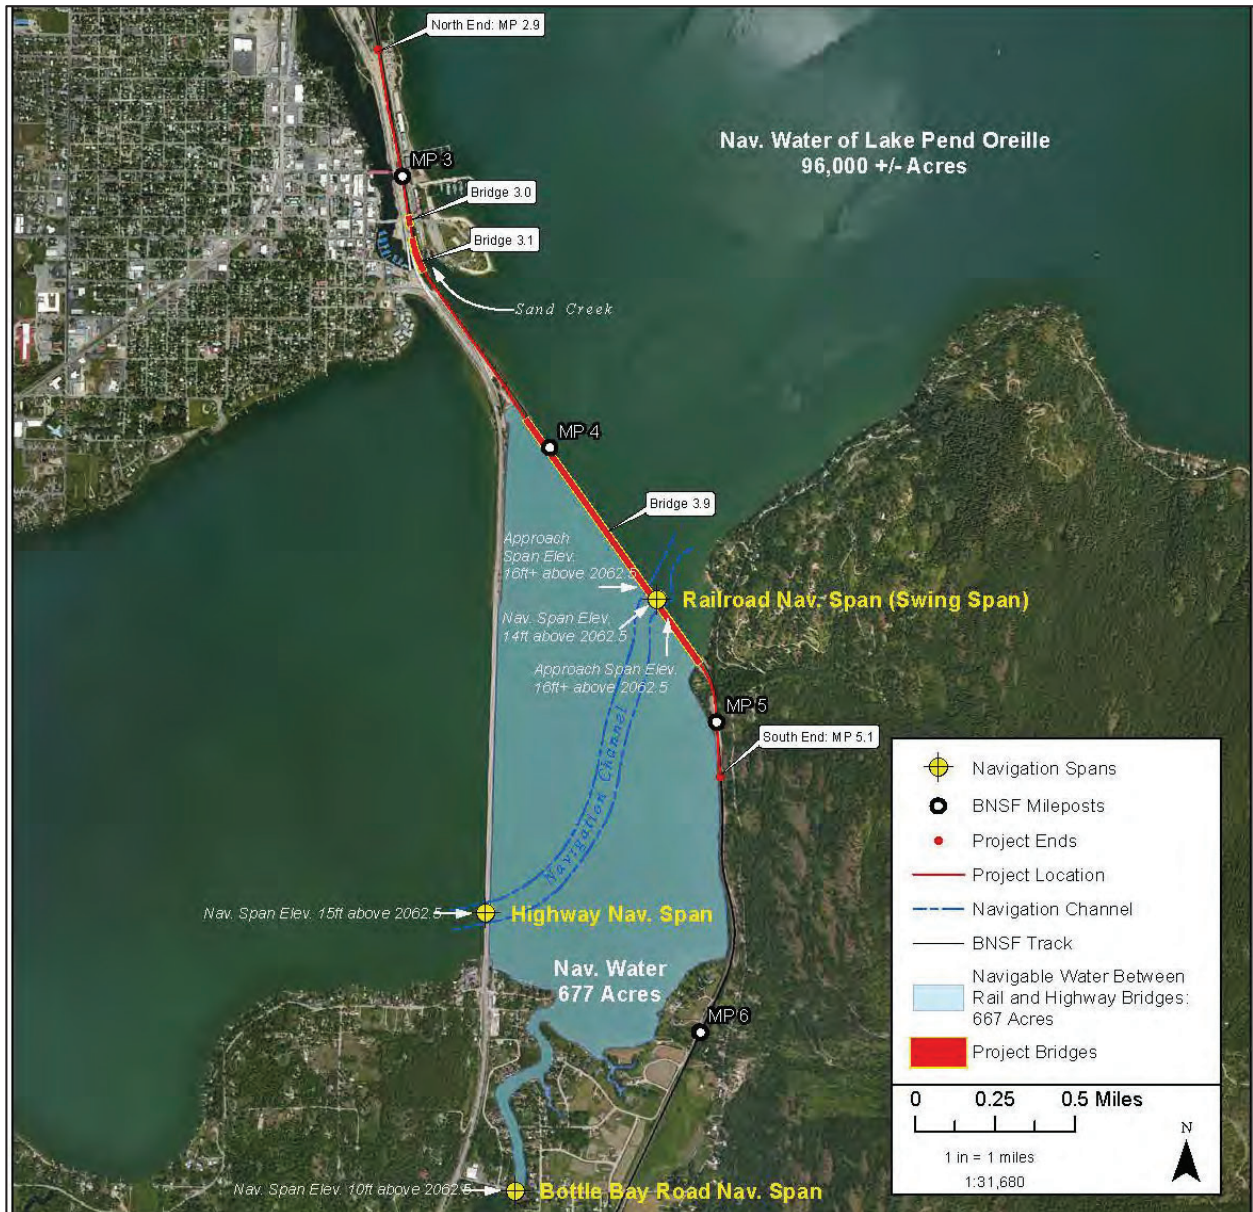 North End: MP 2.9
Nav. Water of Lake Pend Oreille
96,000 +/- Acres
MP 3
Bridge 3.0
Bridge 3.1
Sand Creek
MP 4
Bridge 3.9
Approach
Span Elev.
16ft+ above 2062.5
Railroad Nav. Span (Swing Span)
Nav. Span Elev.
14ft above 2062.5
Approach Span Elev.
16ft+ above 2062.5
MP 5
South End: MP 5.1
Navigation Channel
Nav. Span Elev. 15ft above 2062.5
Highway Nav. Span
Nav. Water
677 Acres
MP 6
Nav. Span Elev. 10ft above 2062.5
Bottle Bay Road Nav. Span
Navigation Spans
BNSF Mileposts
Project Ends
Project Location
Navigation Channel
BNSF Track
Navigable Water Between
Rail and Highway Bridges:
667 Acres
Project Bridges
0 0.25 0.5 Miles
1 in = 1 miles
1:31,680
N